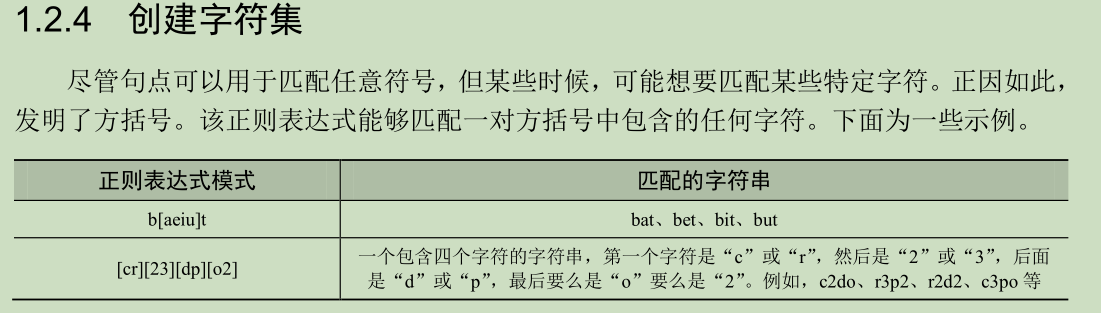 1.2.4 创建字符集
尽管句点可以用于匹配任意符号，但某些时候，可能想要匹配某些特定字符。正因如此，
发明了方括号。该正则表达式能够匹配一对方括号中包含的任何字符。下面为一些示例。
正则表达式模式 匹配的字符串
b[aeiu]t bat、bet、bit、but
[cr][23][dp][o2] 一个包含四个字符的字符串，第一个字符是“c”或“r”，然后是“2”或“3”，后面
是“d”或“p”，最后要么是“o”要么是“2”。例如，c2do、r3p2、r2d2、c3po 等